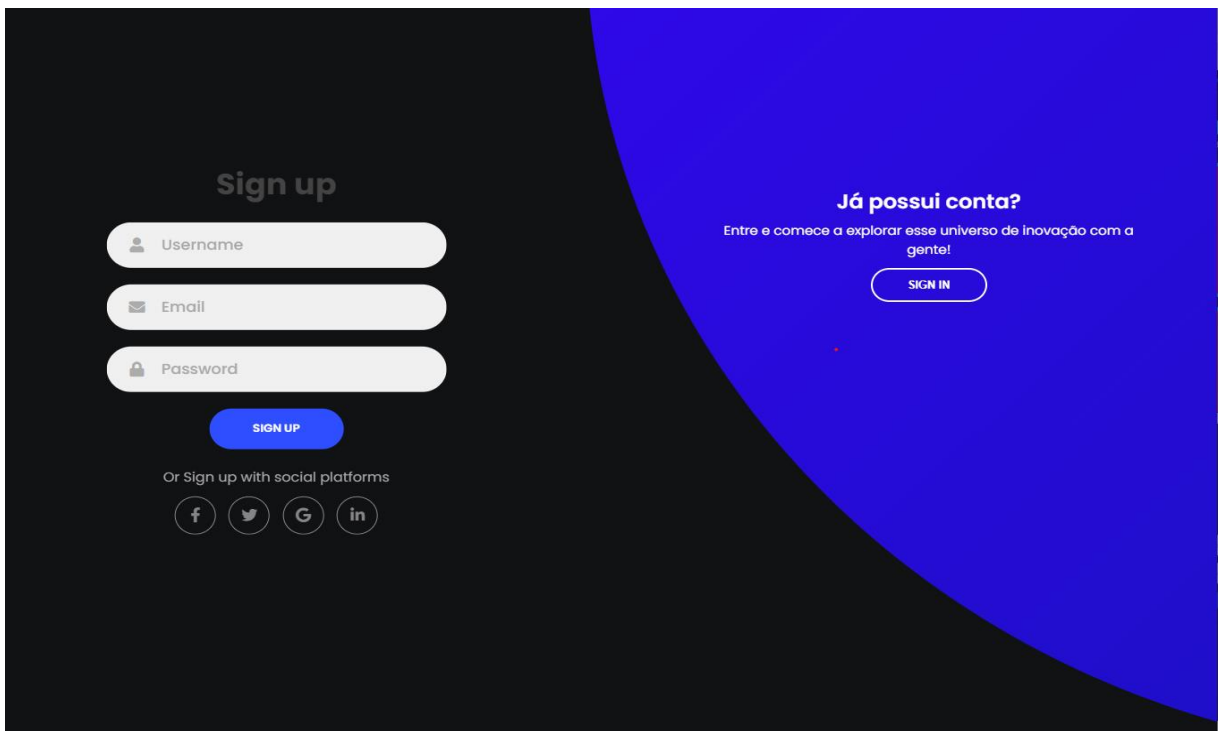 Sign up
Username
Email
Password
SIGN UP
Or Sign up with social platforms
Já possui conta?
Entre e comece a explorar esse universo de inovação com a
gente!
SIGN IN